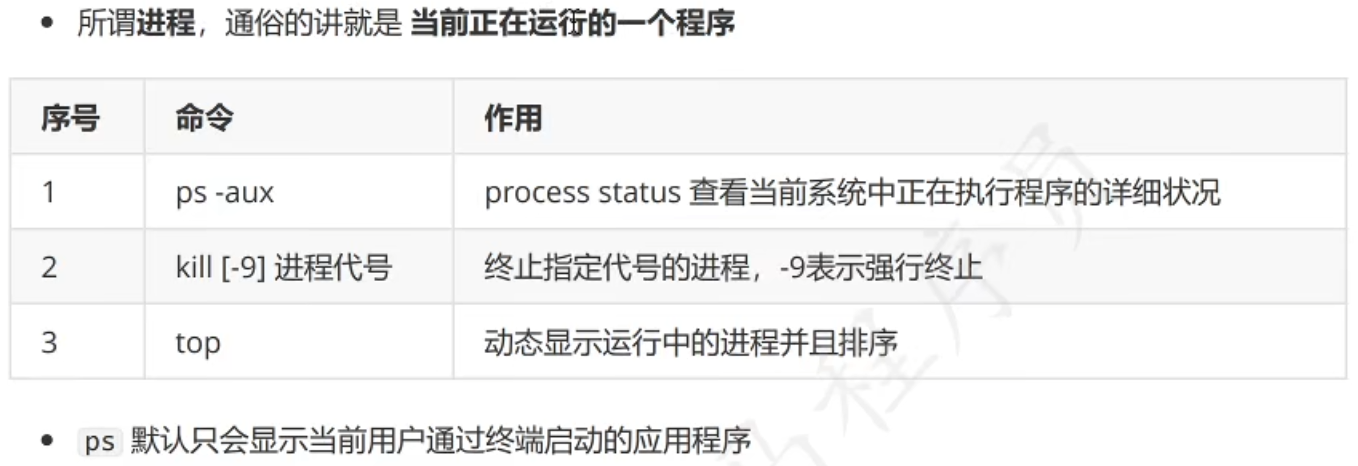 所谓进程，通俗的讲就是 当前正在运行的一个程序
序号 命令 作用
1 ps -aux process status 查看当前系统中正在执行程序的详细状况
2 kill [-9] 进程代号 终止指定代号的进程，-9表示强行终止
3 top 动态显示运行中的进程并且排序
ps 默认只会显示当前用户通过终端启动的应用程序
程序员